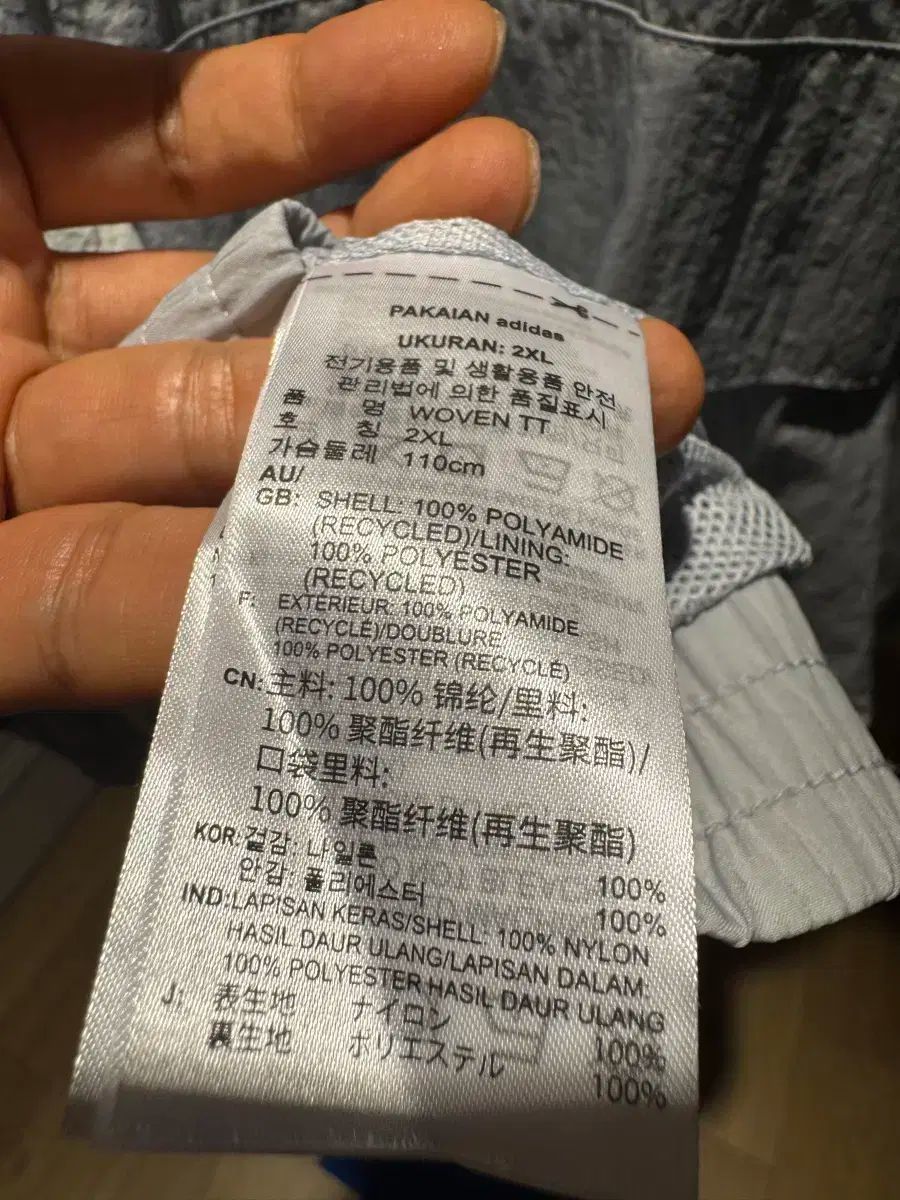 PAKAIAN adidas
UKURAN: 2XL
전기용품 및 생활용품 안전
관리법에 의한 품질표시
품 명 WOVEN TT
호 칭 2XL
가슴둘레 110cm
AU/
GB: SHELL: 100% POLYAMIDE
(RECYCLED)/LINING:
100% POLYESTER
(RECYCLED)
F: EXTÉRIEUR: 100% POLYAMIDE
(RECYCLÉ)/DOUBLURE:
100% POLYESTER (RECYCLÉ)
CN: 主料: 100% 锦纶/里料:
100% 聚酯纤维(再生聚酯)/
口袋里料:
100% 聚酯纤维(再生聚酯)
KOR: 겉감: 나일론 100%
안감: 폴리에스터 100%
IND: LAPISAN KERAS/SHELL: 100% NYLON
HASIL DAUR ULANG/LAPISAN DALAM:
100% POLYESTER HASIL DAUR ULANG
J: 表生地 ナイロン 100%
裏生地 ポリエステル 100%